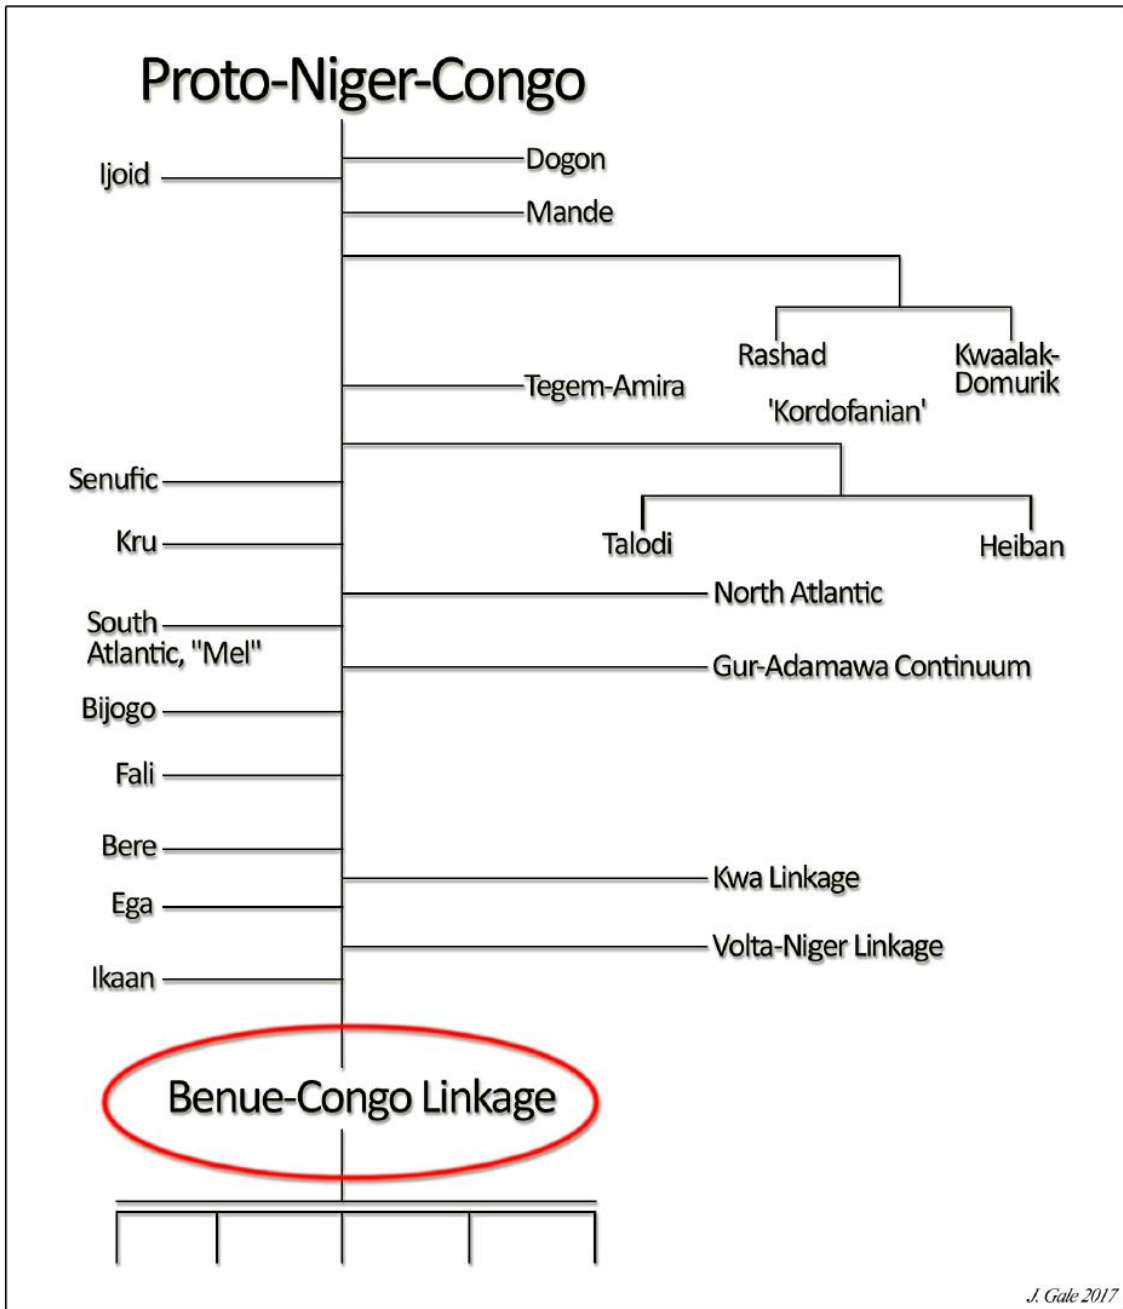 Proto-Niger-Congo
Dogon
Ijoid
Mande
Rashad
Kwaalak-
Domurik
Tegem-Amira
'Kordofanian'
Senufic
Kru
Talodi
Heiban
North Atlantic
South
Atlantic, "Mel"
Gur-Adamawa Continuum
Bijogo
Fali
Bere
Kwa Linkage
Ega
Volta-Niger Linkage
Ikaan
Benue-Congo Linkage
J. Gale 2017